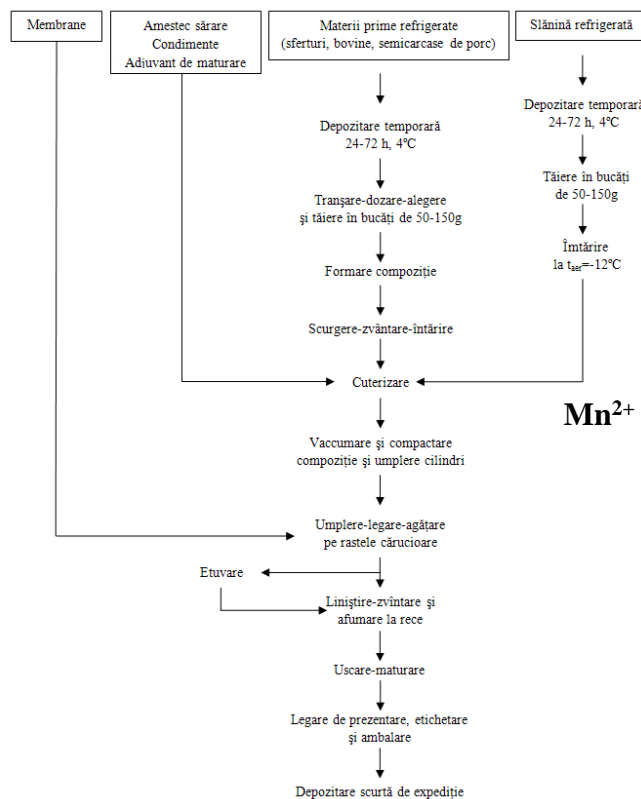 Membrane
Amestec sărare
Condimente
Adjuvant de maturare
Materii prime refrigerate
(sferturi, bovine, semicarcase de porc)
Slănină refrigerată
Depozitare temporară
24-72 h, 4ºC
Depozitare temporară
24-72 h, 4ºC
Tranşare-dozare-alegere
şi tăiere în bucăţi de 50-150g
Tăiere în bucăţi
de 50-150g
Formare compoziţie
Îmtărire
la taer=-12ºC
Scurgere-zvântare-întărire
Cuterizare
Mn²⁺
Vaccumare şi compactare
compoziţie şi umplere cilindri
Umplere-legare-agăţare
pe rastele cărucioare
Etuvare
Liniştire-zvîntare şi
afumare la rece
Uscare-maturare
Legare de prezentare, etichetare
şi ambalare
Depozitare scurtă de expediţie